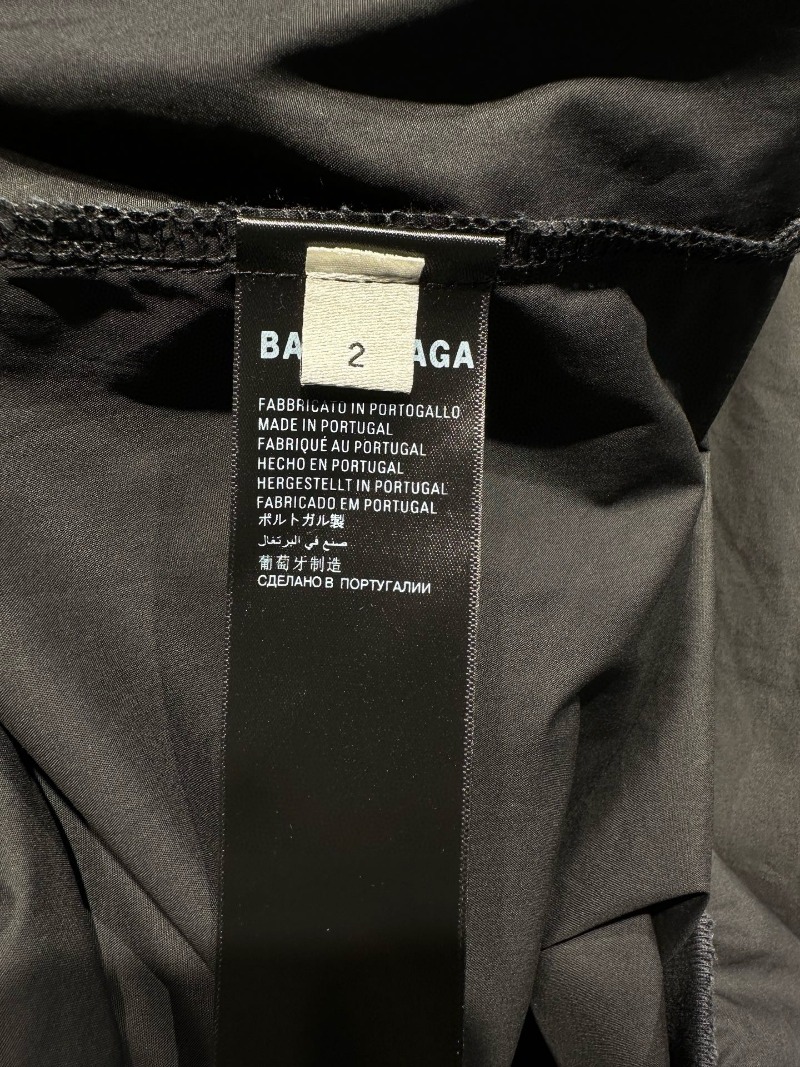 BA AGA
2
FABBRICATO IN PORTOGALLO
MADE IN PORTUGAL
FABRIQUÉ AU PORTUGAL
HECHO EN PORTUGAL
HERGESTELLT IN PORTUGAL
FABRICADO EM PORTUGAL
ポルトガル製
صنع في البرتغال
葡萄牙制造
СДЕЛАНО В ПОРТУГАЛИИ